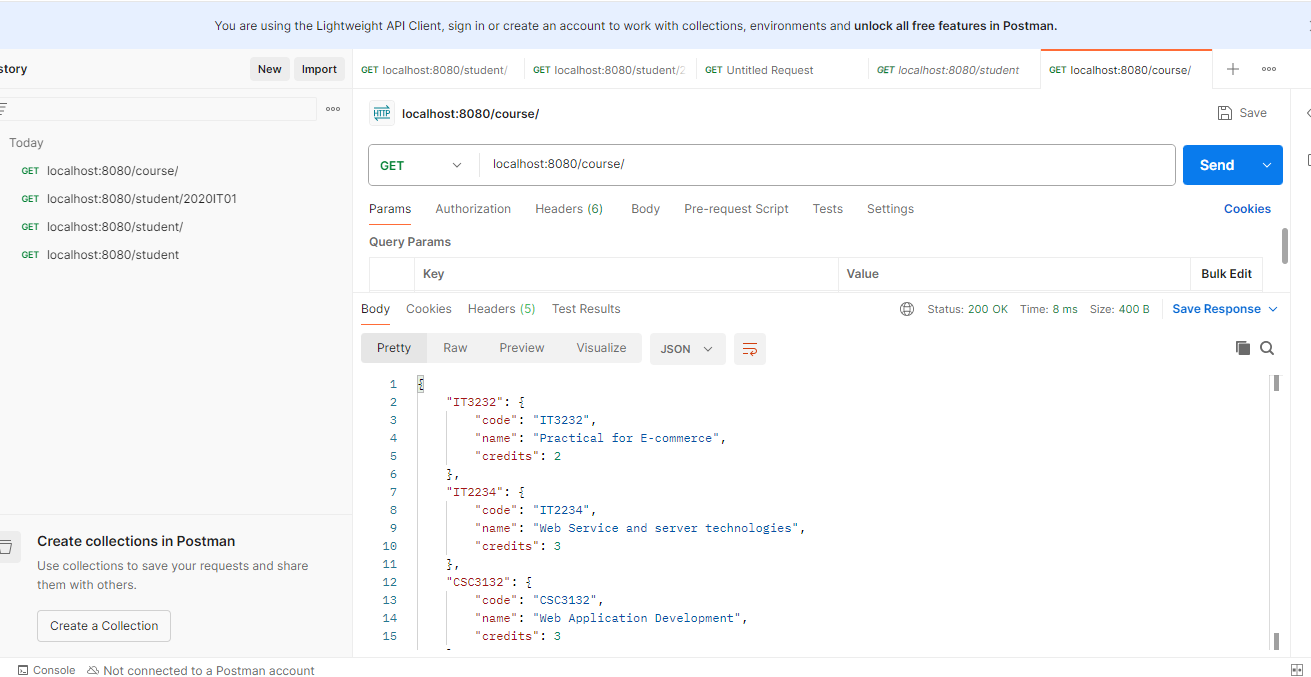 You are using the Lightweight API Client, sign in or create an account to work with collections, environments and unlock all free features in Postman.
story
New
Import
GET localhost:8080/student/
GET localhost:8080/student/2
GET Untitled Request
GET localhost:8080/student
GET localhost:8080/course/
HTTP localhost:8080/course/
Save
Today
GET localhost:8080/course/
GET localhost:8080/student/2020IT01
GET localhost:8080/student/
GET localhost:8080/student
GET
localhost:8080/course/
Send
Params Authorization Headers (6) Body Pre-request Script Tests Settings Cookies
Query Params
Key Value Bulk Edit
Body Cookies Headers (5) Test Results Status: 200 OK Time: 8 ms Size: 400 B Save Response
Pretty Raw Preview Visualize JSON
1 {
2 "IT3232": {
3 "code": "IT3232",
4 "name": "Practical for E-commerce",
5 "credits": 2
6 },
7 "IT2234": {
8 "code": "IT2234",
9 "name": "Web Service and server technologies",
10 "credits": 3
11 },
12 "CSC3132": {
13 "code": "CSC3132",
14 "name": "Web Application Development",
15 "credits": 3
Create collections in Postman
Use collections to save your requests and share
them with others.
Create a Collection
Console Not connected to a Postman account